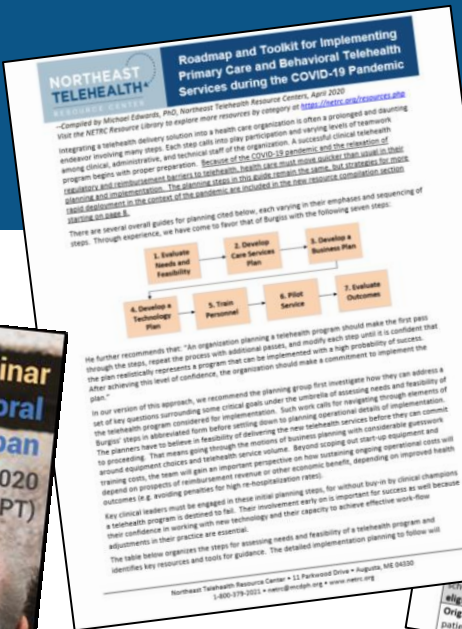 NORTHEAST
TELEHEALTH
RESOURCE CENTER
Roadmap and Toolkit for Implementing
Primary Care and Behavioral Telehealth
Services during the COVID-19 Pandemic
--Compiled by Michael Edwards, PhD, Northeast Telehealth Resource Centers, April 2020
Visit the NETRC Resource Library to explore more resources by category at https://netrc.org/resources.php
Integrating a telehealth delivery solution into a health care organization is often a prolonged and daunting
endeavor involving many steps. Each step calls into play participation and varying levels of teamwork
among clinical, administrative, and technical staff of the organization. A successful clinical telehealth
program begins with proper preparation. Because of the COVID-19 pandemic and the relaxation of
regulatory and reimbursement barriers to telehealth, health care must move quicker than usual in their
planning and implementation. The planning steps in this guide remain the same, but strategies for more
rapid deployment in the context of the pandemic are included in the new resource compilation section
starting on page 8.
There are several overall guides for planning cited below, each varying in their emphases and sequencing of
steps. Through experience, we have come to favor that of Burgiss with the following seven steps:
1. Evaluate
Needs and
Feasibility
2. Develop
Care Services
Plan
3. Develop a
Business Plan
4. Develop a
Technology
Plan
5. Train
Personnel
6. Pilot
Service
7. Evaluate
Outcomes
He further recommends that: "An organization planning a telehealth program should make the first pass
through the steps, repeat the process with additional passes, and modify each step until it is confident that
the plan realistically represents a program that can be implemented with a high probability of success.
After achieving this level of confidence, the organization should make a commitment to implement the
plan."
In our version of this approach, we recommend the planning group first investigate how they can address a
set of key questions surrounding some critical goals under the umbrella of assessing needs and feasibility of
the telehealth program considered for implementation. Such work calls for navigating through elements of
Burgiss' steps in abbreviated form before settling down to planning operational details of implementation.
The planners have to believe in feasibility of delivering the new telehealth services before they can commit
to proceeding. That means going through the motions of business planning with considerable guesswork
around equipment choices and telehealth service volume. Beyond scoping out start-up equipment and
training costs, the team will gain an important perspective on how sustaining ongoing operational costs will
depend on prospects of reimbursement revenue or other economic benefit, depending on improved health
outcomes (e.g. avoiding penalties for high re-hospitalization rates).
Key clinical leaders must be engaged in these initial planning steps, for without buy-in by clinical champions
a telehealth program is destined to fail. Their involvement early on is important for success as well because
their confidence in working with new technology and their capacity to achieve effective work-flow
adjustments in their practice are essential.
The table below organizes the steps for assessing needs and feasibility of a telehealth program and
identifies key resources and tools for guidance. The detailed implementation planning to follow will
Northeast Telehealth Resource Center • 11 Parkwood Drive • Augusta, ME 04330
1-800-379-2021 • netrc@mcdph.org • www.netrc.org
inar
oral
pan
020
PT)
elig
Orig
patie